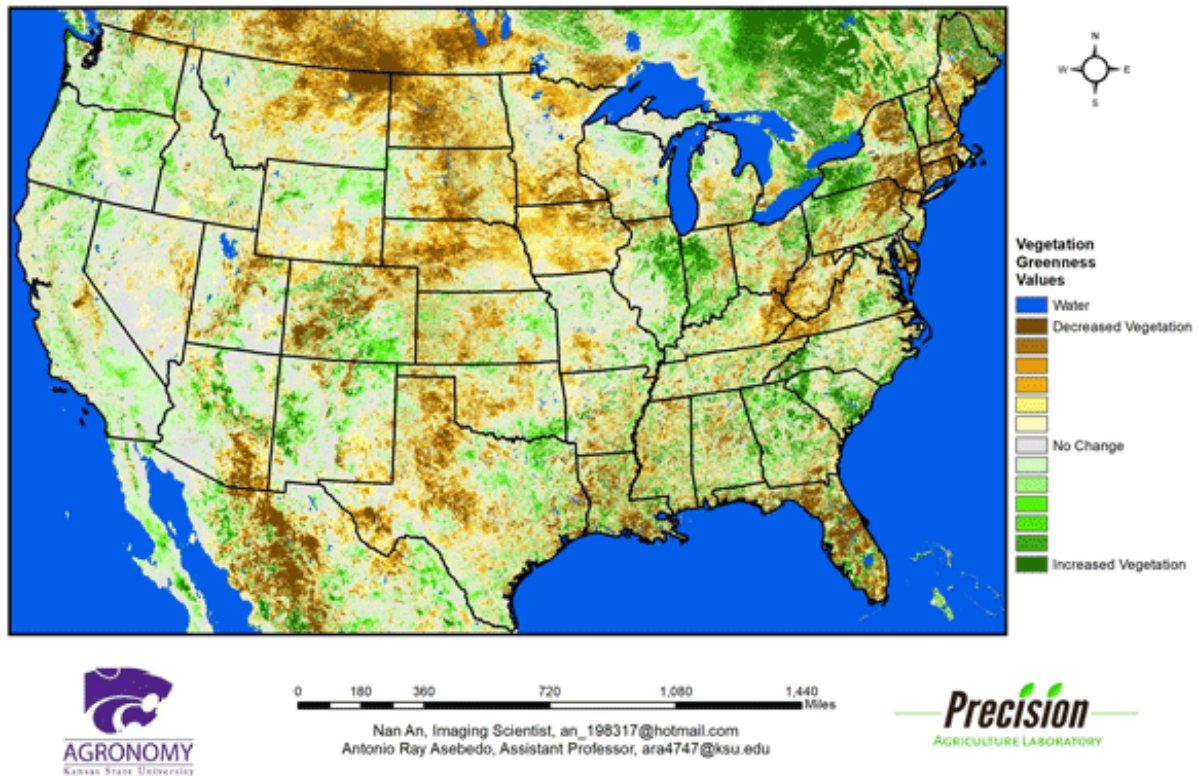 N
W E
S
Vegetation
Greenness
Values
Water
Decreased Vegetation
No Change
Increased Vegetation
0 180 360 720 1,080 1,440
Miles
Nan An, Imaging Scientist, an_198317@hotmail.com
Antonio Ray Asebedo, Assistant Professor, ara4747@ksu.edu
AGRONOMY
Kansas State University
Precision
AGRICULTURE LABORATORY